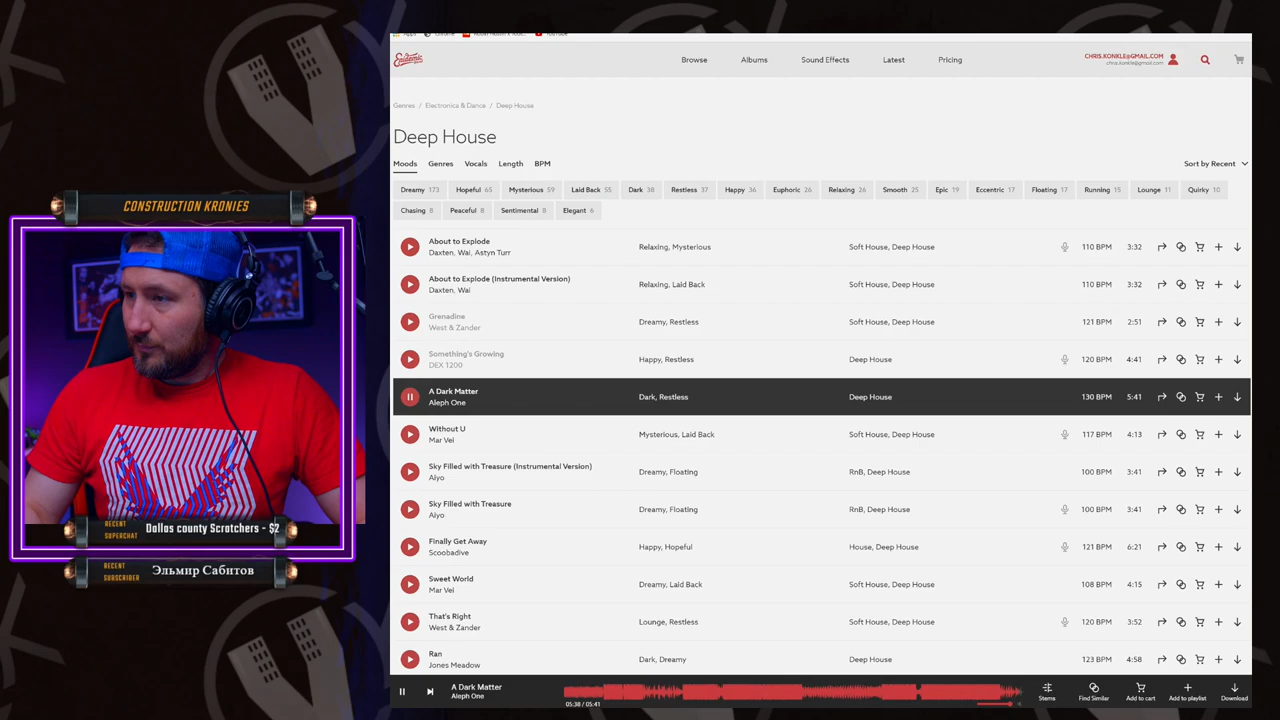 Apps Chrome YouTube
Epidemic
Browse Albums Sound Effects Latest Pricing
CHRIS.KONKLE@GMAIL.COM
chris.konkle@gmail.com
Genres / Electronica & Dance / Deep House
Deep House
Moods Genres Vocals Length BPM
Sort by Recent
Dreamy 173 Hopeful 65 Mysterious 59 Laid Back 55 Dark 38 Restless 37 Happy 36 Euphoric 26 Relaxing 26 Smooth 25 Epic 19 Eccentric 17 Floating 17 Running 15 Lounge 11 Quirky 10
Chasing 8 Peaceful 8 Sentimental 8 Elegant 6
About to Explode
Daxten, Wai, Astyn Turr
Relaxing, Mysterious Soft House, Deep House 110 BPM 3:32
About to Explode (Instrumental Version)
Daxten, Wai
Relaxing, Laid Back Soft House, Deep House 110 BPM 3:32
Grenadine
West & Zander
Dreamy, Restless Soft House, Deep House 121 BPM 2:51
Something's Growing
DEX 1200
Happy, Restless Deep House 120 BPM 4:41
A Dark Matter
Aleph One
Dark, Restless Deep House 130 BPM 5:41
Without U
Mar Vei
Mysterious, Laid Back Soft House, Deep House 117 BPM 4:13
Sky Filled with Treasure (Instrumental Version)
Aiyo
Dreamy, Floating RnB, Deep House 100 BPM 3:41
Sky Filled with Treasure
Aiyo
Dreamy, Floating RnB, Deep House 100 BPM 3:41
Finally Get Away
Scoobadive
Happy, Hopeful House, Deep House 121 BPM 6:21
Sweet World
Mar Vei
Dreamy, Laid Back Soft House, Deep House 108 BPM 4:15
That's Right
West & Zander
Lounge, Restless Soft House, Deep House 120 BPM 3:52
Ran
Jones Meadow
Dark, Dreamy Deep House 123 BPM 4:58
A Dark Matter
Aleph One
05:38 / 05:41
Stems Find Similar Add to cart Add to playlist Download
CONSTRUCTION KRONIES
RECENT
SUPERCHAT
Dallas county Scratchers - $2
RECENT
SUBSCRIBER
Эльмир Сабитов